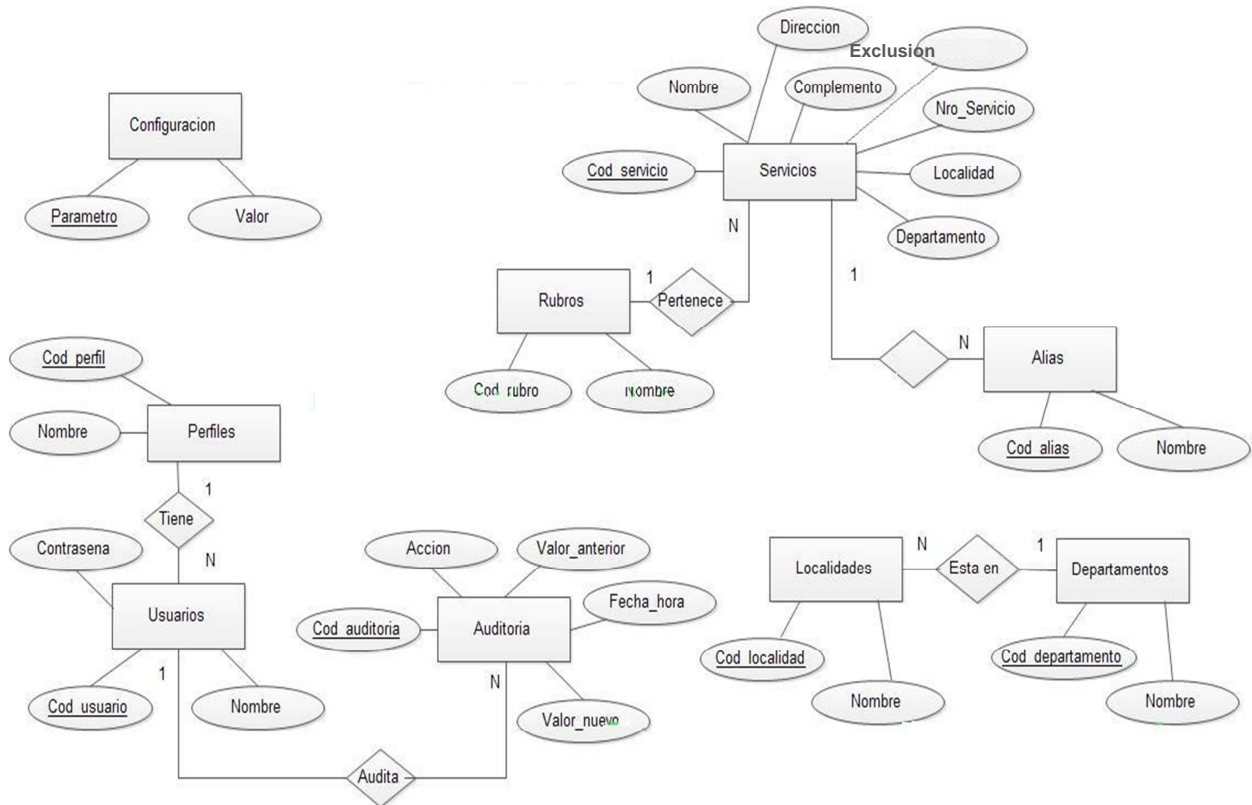 Direccion
Exclusion
Nombre
Complemento
Configuracion
Nro_Servicio
Cod_servicio
Servicios
Localidad
Parametro
Valor
N
Departamento
1
1
Rubros
Pertenece
N
Alias
Cod_perfil
Cod_rubro
Nombre
Nombre
Perfiles
Cod_alias
Nombre
1
Tiene
Contrasena
Accion
Valor_anterior
N
1
N
Localidades
Esta en
Departamentos
Usuarios
Fecha_hora
Cod_auditoria
Auditoria
Cod_localidad
Cod_departamento
1
N
Cod_usuario
Nombre
Valor_nuevo
Nombre
Nombre
Audita